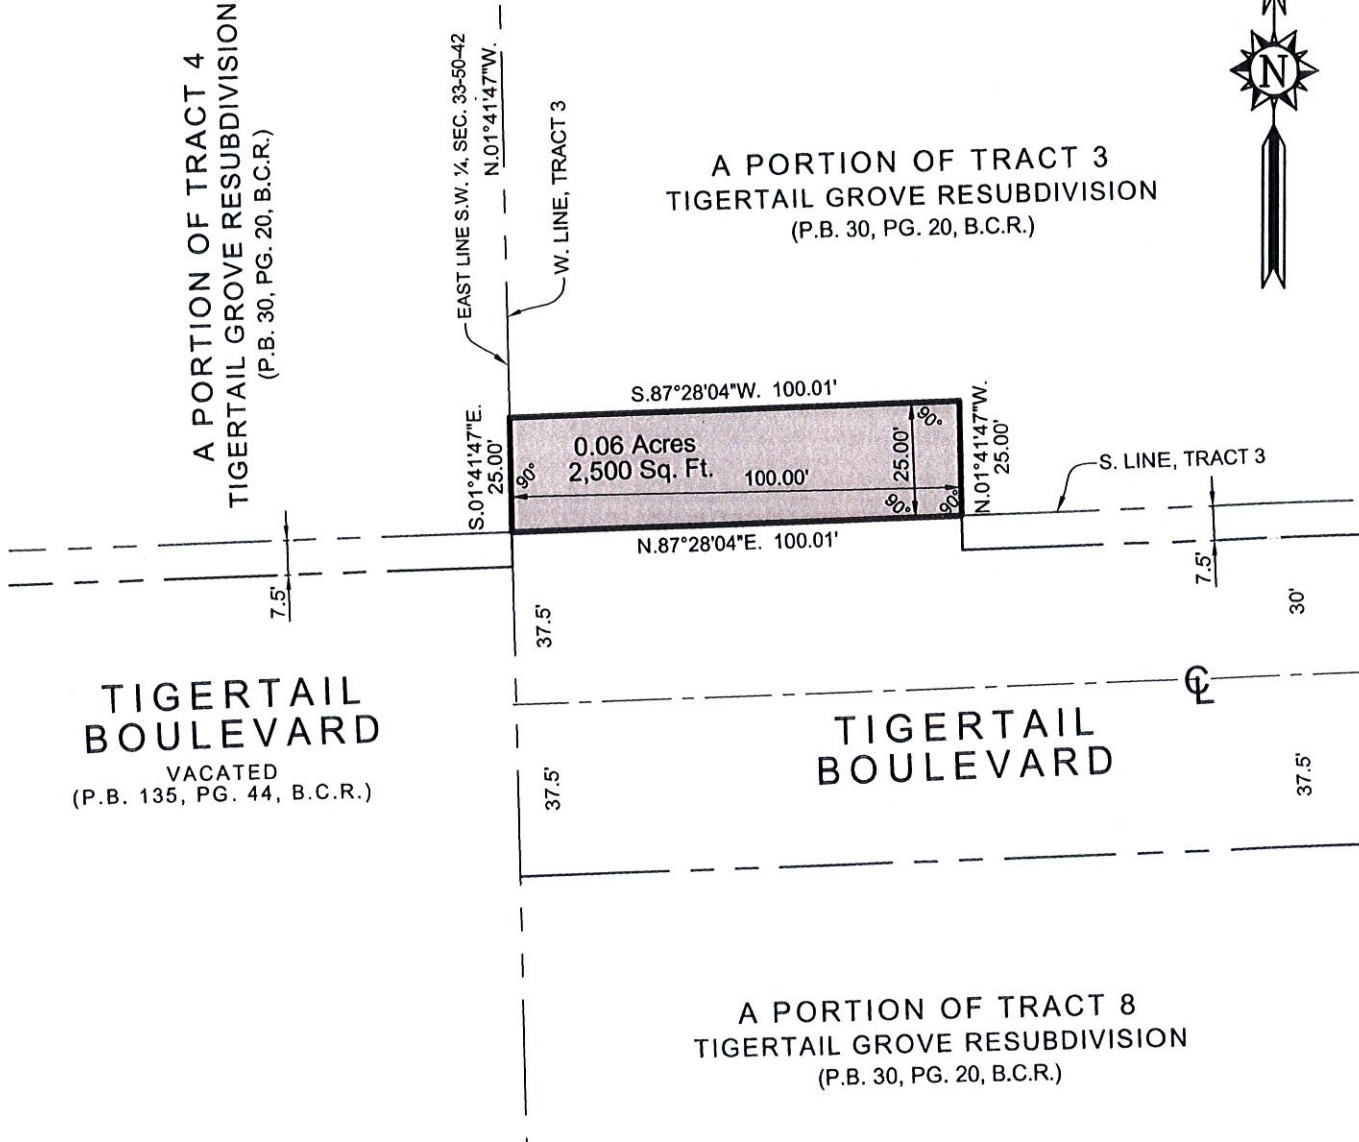 A PORTION OF TRACT 4
TIGERTAIL GROVE RESUBDIVISION
(P.B. 30, PG. 20, B.C.R.)
EAST LINE S.W. ¼, SEC. 33-50-42
N.01°41'47"W.
W. LINE, TRACT 3
A PORTION OF TRACT 3
TIGERTAIL GROVE RESUBDIVISION
(P.B. 30, PG. 20, B.C.R.)
N
S.87°28'04"W. 100.01'
S.01°41'47"E.
25.00'
90°
0.06 Acres
2,500 Sq. Ft.
100.00'
25.00'
90°
90°
90°
N.01°41'47"W.
25.00'
S. LINE, TRACT 3
N.87°28'04"E. 100.01'
7.5'
37.5'
7.5'
30'
TIGERTAIL
BOULEVARD
VACATED
(P.B. 135, PG. 44, B.C.R.)
CL
TIGERTAIL
BOULEVARD
37.5'
37.5'
A PORTION OF TRACT 8
TIGERTAIL GROVE RESUBDIVISION
(P.B. 30, PG. 20, B.C.R.)